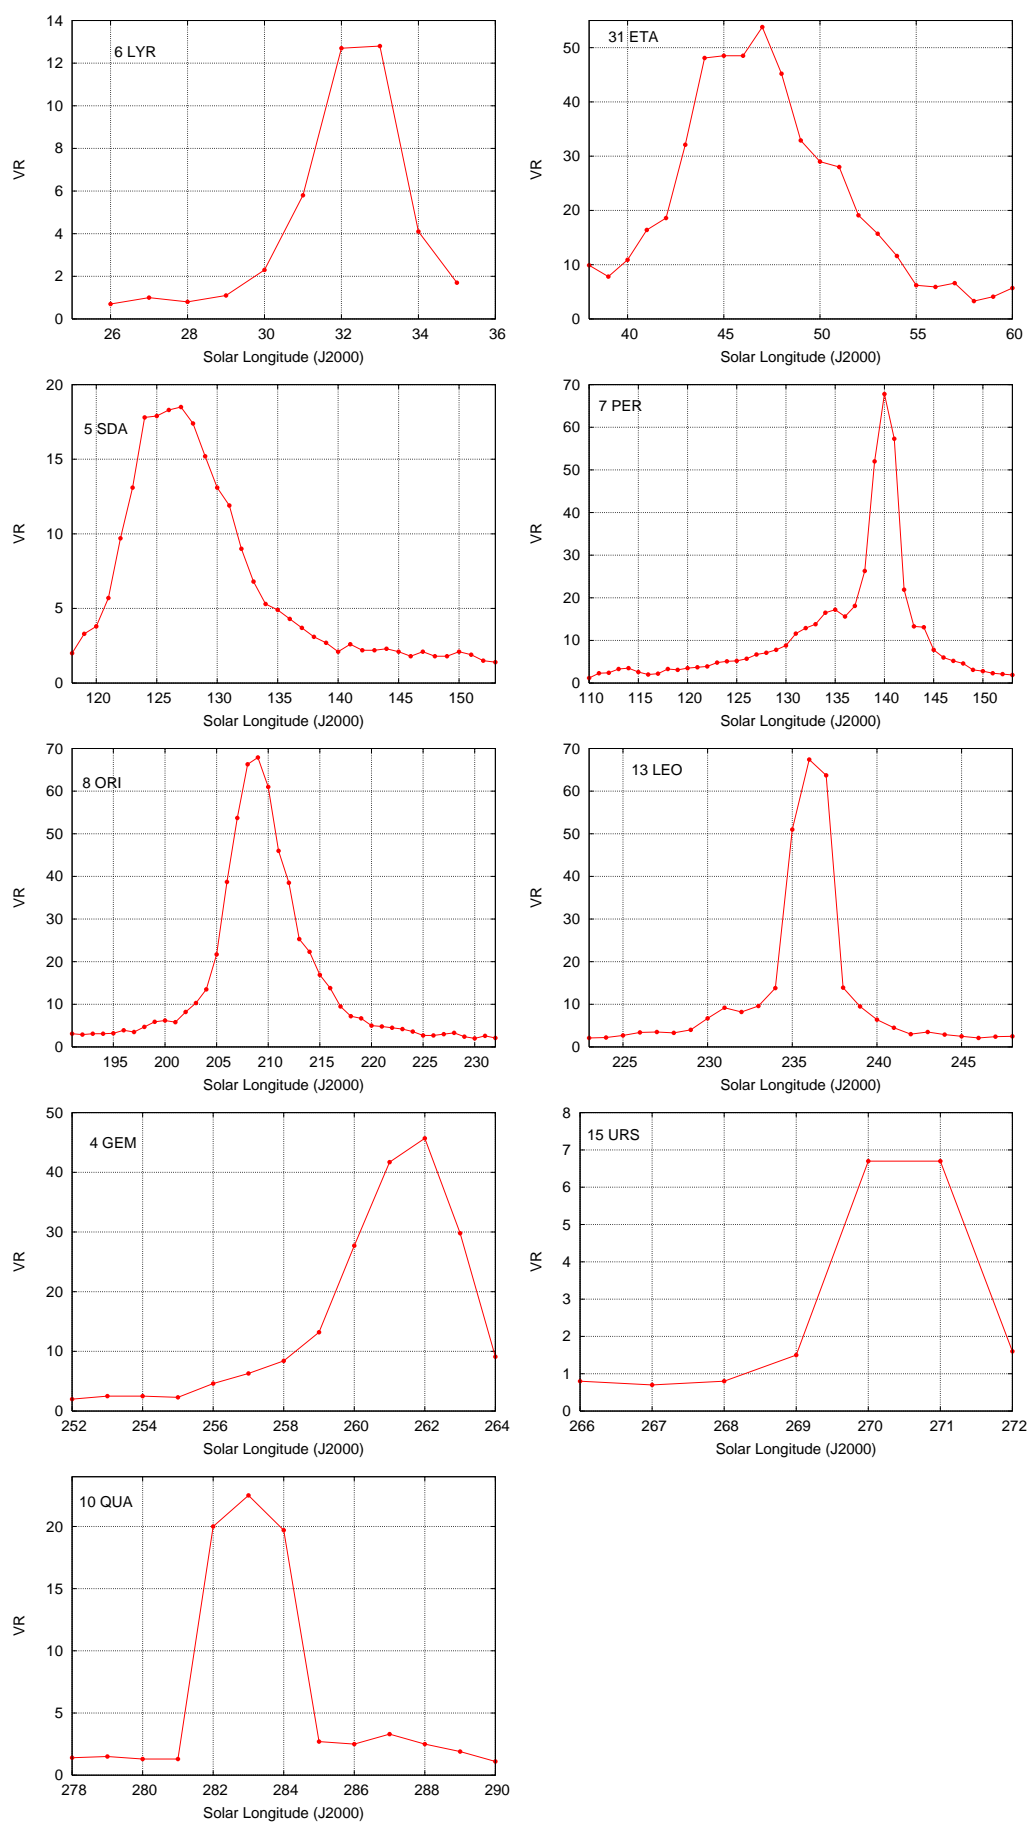 6 LYR
VR
14
12
10
8
6
4
2
0
26 28 30 32 34 36
Solar Longitude (J2000)
31 ETA
VR
50
40
30
20
10
0
40 45 50 55 60
Solar Longitude (J2000)
5 SDA
VR
20
15
10
5
0
120 125 130 135 140 145 150
Solar Longitude (J2000)
7 PER
VR
70
60
50
40
30
20
10
0
110 115 120 125 130 135 140 145 150
Solar Longitude (J2000)
8 ORI
VR
70
60
50
40
30
20
10
0
195 200 205 210 215 220 225 230
Solar Longitude (J2000)
13 LEO
VR
70
60
50
40
30
20
10
0
225 230 235 240 245
Solar Longitude (J2000)
4 GEM
VR
50
40
30
20
10
0
252 254 256 258 260 262 264
Solar Longitude (J2000)
15 URS
VR
8
7
6
5
4
3
2
1
0
266 267 268 269 270 271 272
Solar Longitude (J2000)
10 QUA
VR
20
15
10
5
0
278 280 282 284 286 288 290
Solar Longitude (J2000)